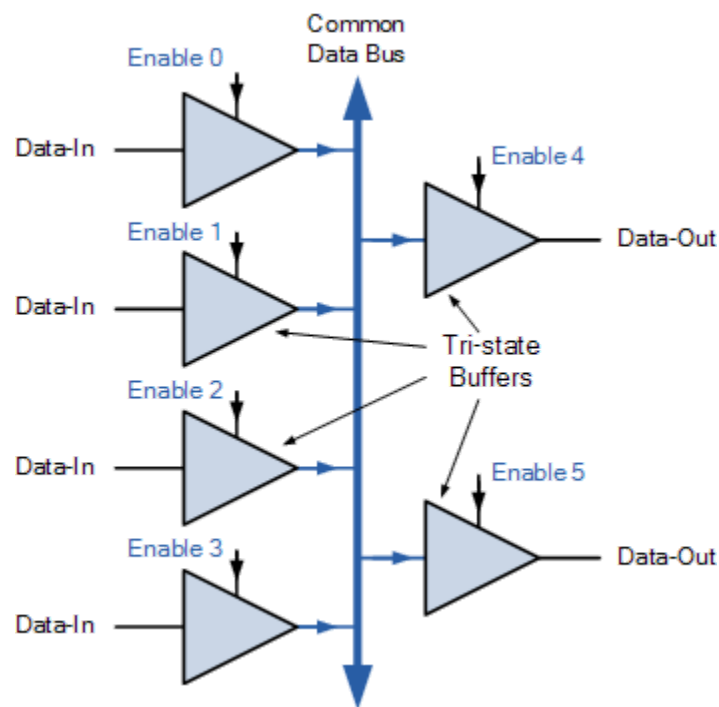 Common
Data Bus
Enable 0
Data-In
Enable 4
Enable 1
Data-Out
Data-In
Tri-state
Buffers
Enable 2
Data-In
Enable 5
Enable 3
Data-Out
Data-In